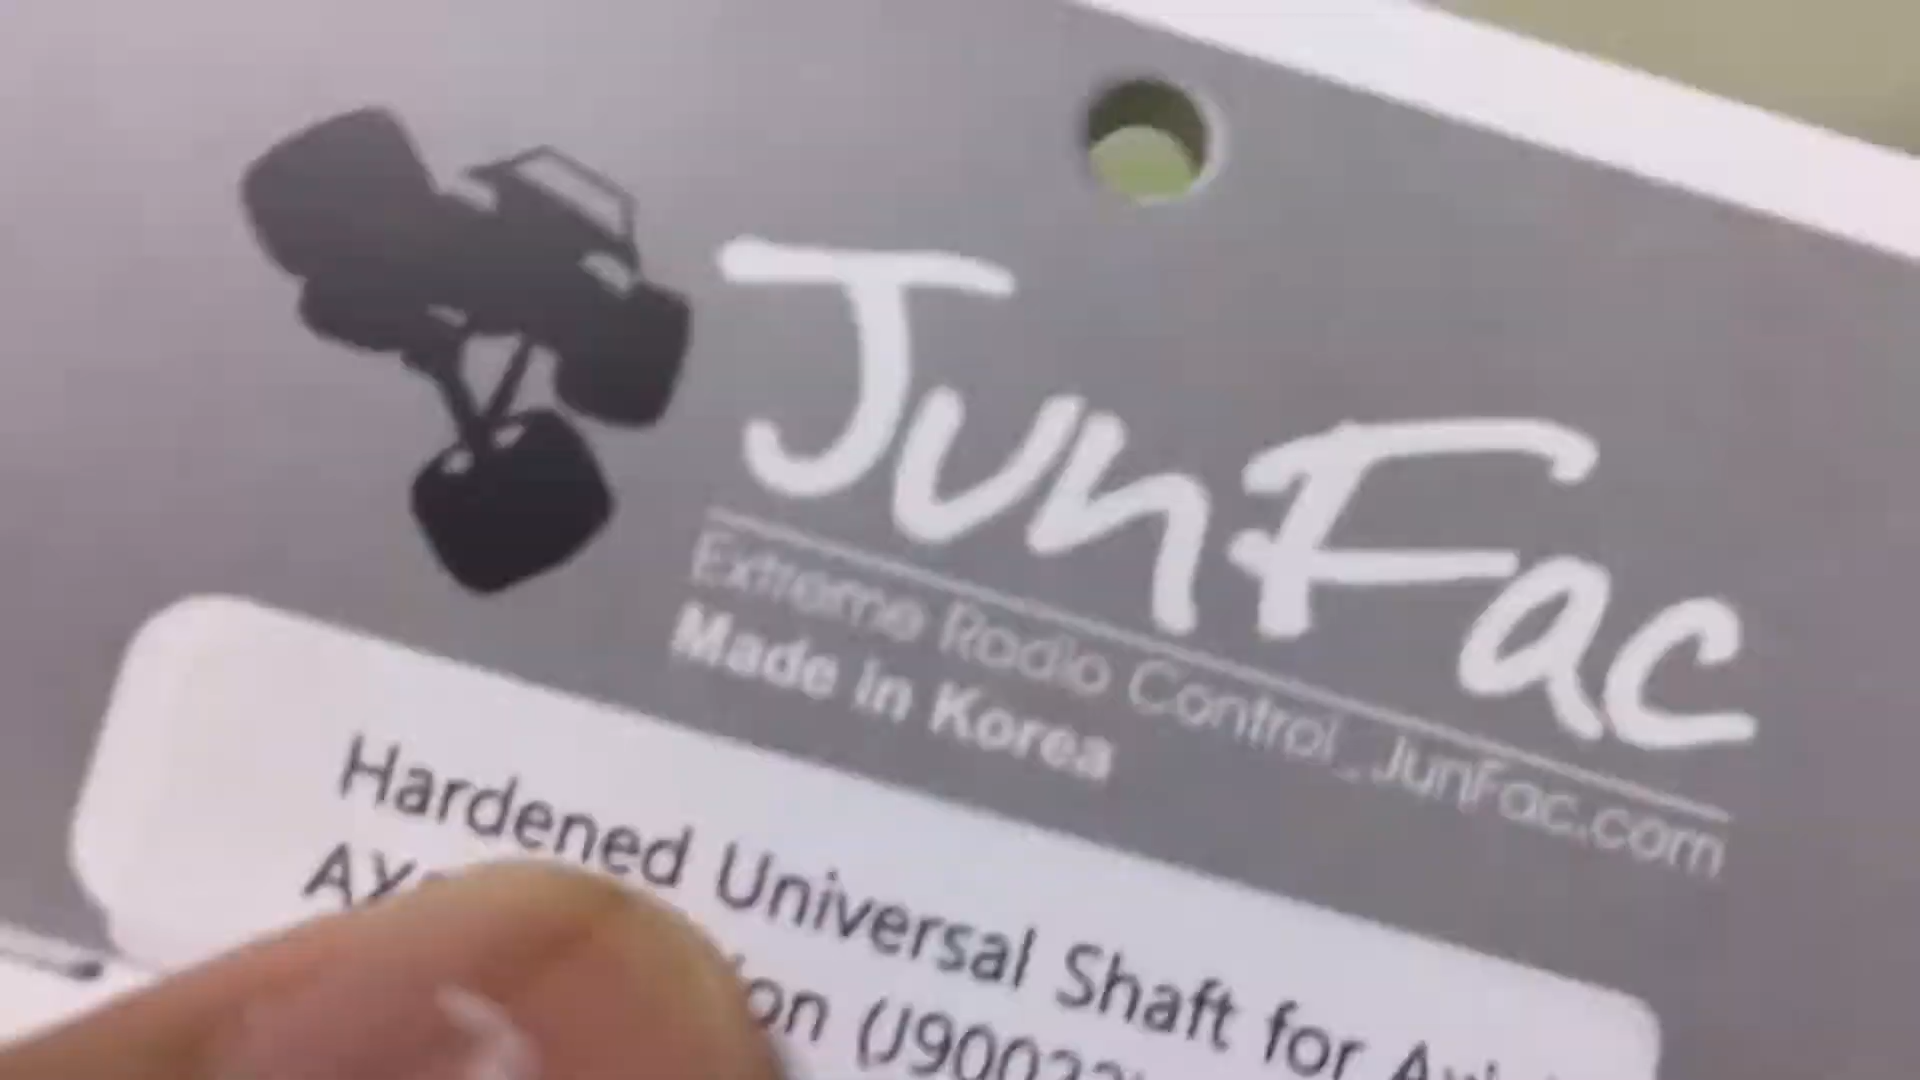 JunFac
Extreme Radio Control_JunFac.com
Made in Korea
Hardened Universal Shaft for